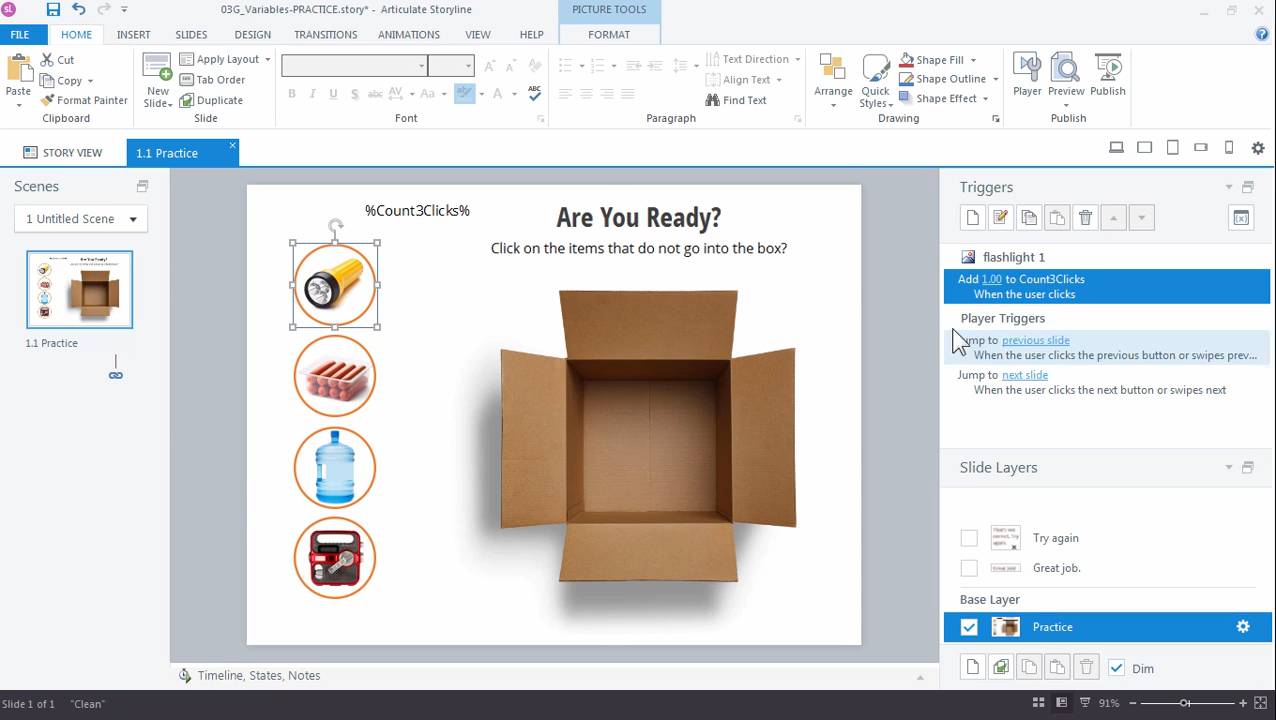 sl
03G_Variables-PRACTICE.story* - Articulate Storyline
PICTURE TOOLS
FILE
HOME
INSERT
SLIDES
DESIGN
TRANSITIONS
ANIMATIONS
VIEW
HELP
FORMAT
Paste
Cut
Copy
Format Painter
Clipboard
New
Slide
Apply Layout
Tab Order
Duplicate
Slide
B I U S abc AV Aa A ABC
Font
Text Direction
Align Text
Find Text
Paragraph
Arrange
Quick
Styles
Shape Fill
Shape Outline
Shape Effect
Drawing
Player
Preview
Publish
Publish
STORY VIEW
1.1 Practice
Scenes
1 Untitled Scene
1.1 Practice
%Count3Clicks%
Are You Ready?
Click on the items that do not go into the box?
Triggers
flashlight 1
Add 1.00 to Count3Clicks
When the user clicks
Player Triggers
Jump to previous slide
When the user clicks the previous button or swipes prev...
Jump to next slide
When the user clicks the next button or swipes next
Slide Layers
Try again
Great job.
Base Layer
Practice
Dim
Timeline, States, Notes
Slide 1 of 1
"Clean"
91%